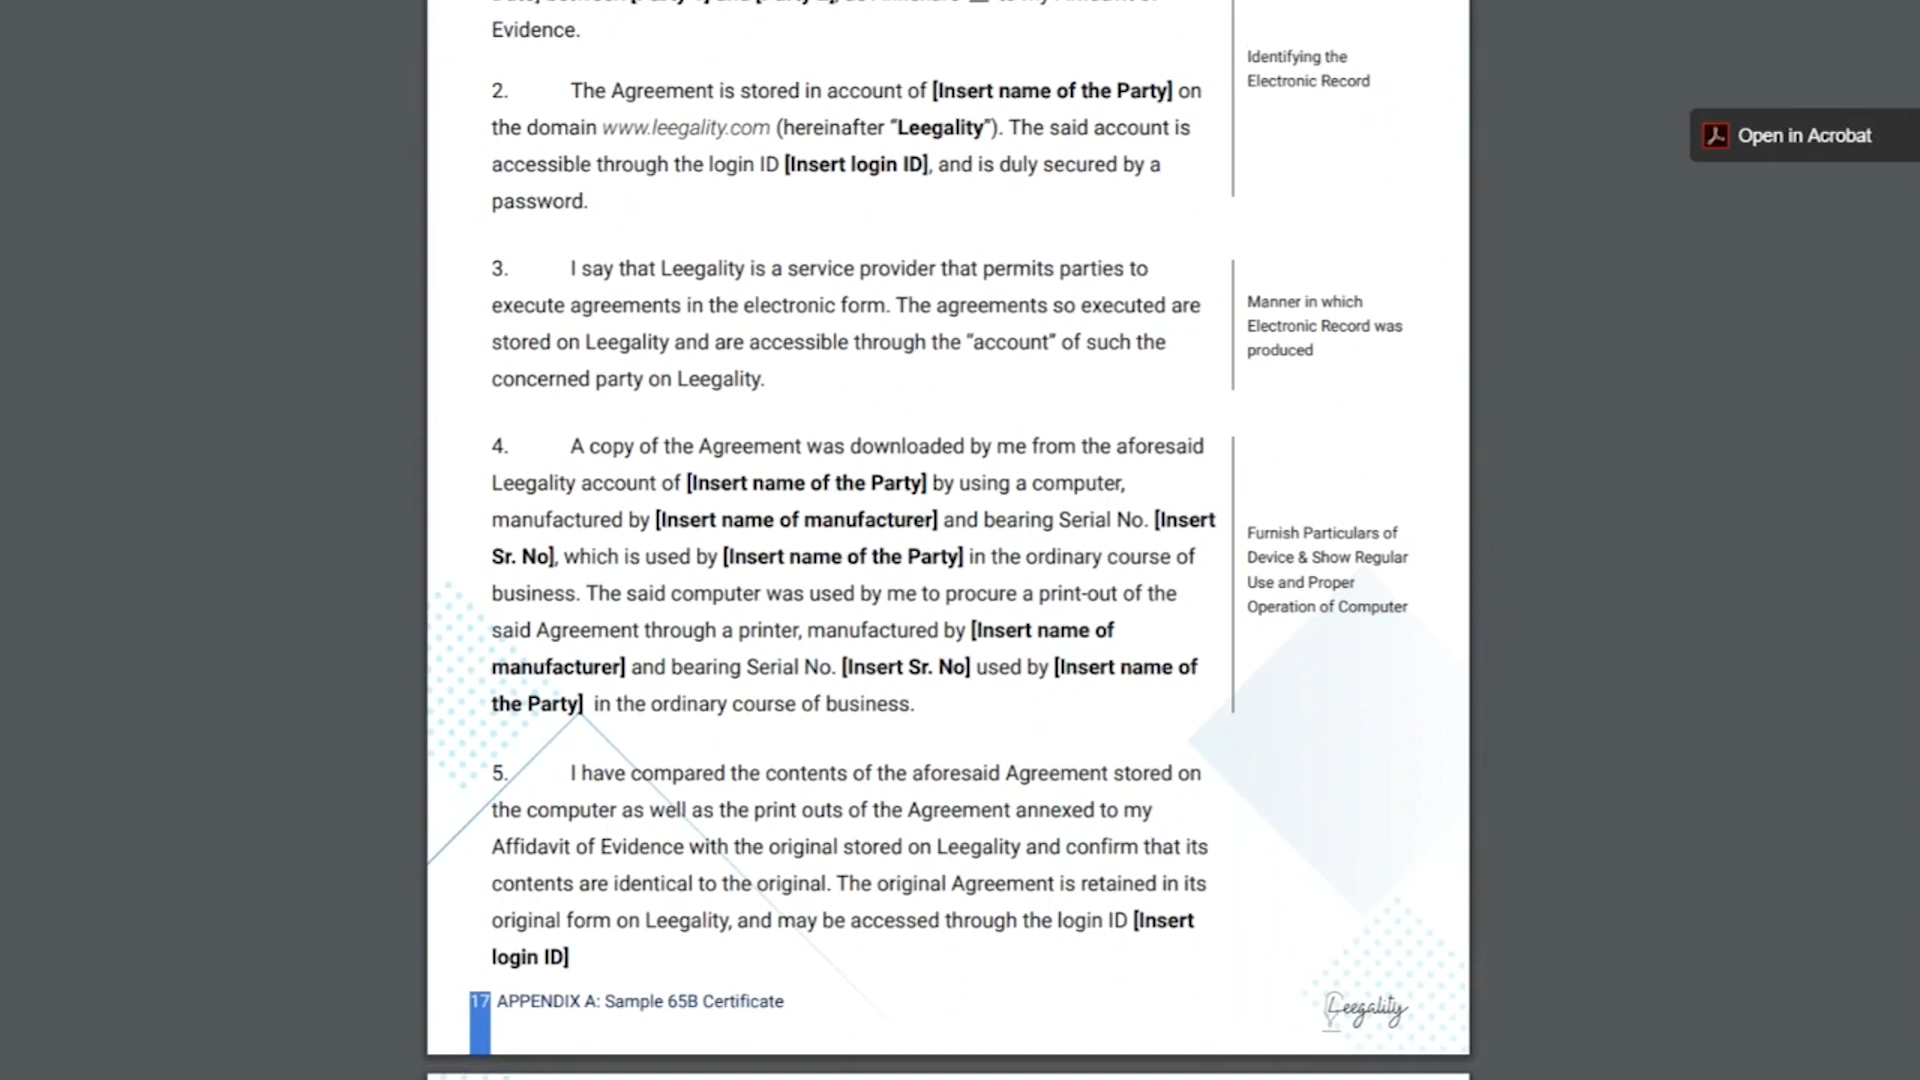 Evidence.
2. The Agreement is stored in account of [Insert name of the Party] on
the domain www.leegality.com (hereinafter “Leegality”). The said account is
accessible through the login ID [Insert login ID], and is duly secured by a
password.
Identifying the
Electronic Record
3. I say that Leegality is a service provider that permits parties to
execute agreements in the electronic form. The agreements so executed are
stored on Leegality and are accessible through the “account” of such the
concerned party on Leegality.
Manner in which
Electronic Record was
produced
4. A copy of the Agreement was downloaded by me from the aforesaid
Leegality account of [Insert name of the Party] by using a computer,
manufactured by [Insert name of manufacturer] and bearing Serial No. [Insert
Sr. No], which is used by [Insert name of the Party] in the ordinary course of
business. The said computer was used by me to procure a print-out of the
said Agreement through a printer, manufactured by [Insert name of
manufacturer] and bearing Serial No. [Insert Sr. No] used by [Insert name of
the Party] in the ordinary course of business.
Furnish Particulars of
Device & Show Regular
Use and Proper
Operation of Computer
5. I have compared the contents of the aforesaid Agreement stored on
the computer as well as the print outs of the Agreement annexed to my
Affidavit of Evidence with the original stored on Leegality and confirm that its
contents are identical to the original. The original Agreement is retained in its
original form on Leegality, and may be accessed through the login ID [Insert
login ID]
17 APPENDIX A: Sample 65B Certificate
Leegality
Open in Acrobat